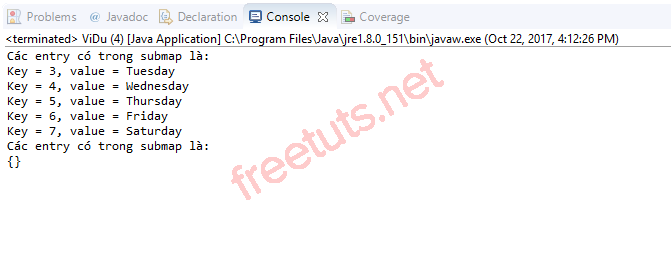 Problems @ Javadoc Declaration Console Coverage
<terminated> ViDu (4) [Java Application] C:\Program Files\Java\jre1.8.0_151\bin\javaw.exe (Oct 22, 2017, 4:12:26 PM)
Các entry có trong submap là:
Key = 3, value = Tuesday
Key = 4, value = Wednesday
Key = 5, value = Thursday
Key = 6, value = Friday
Key = 7, value = Saturday
Các entry có trong submap là:
{}
freetuts.net